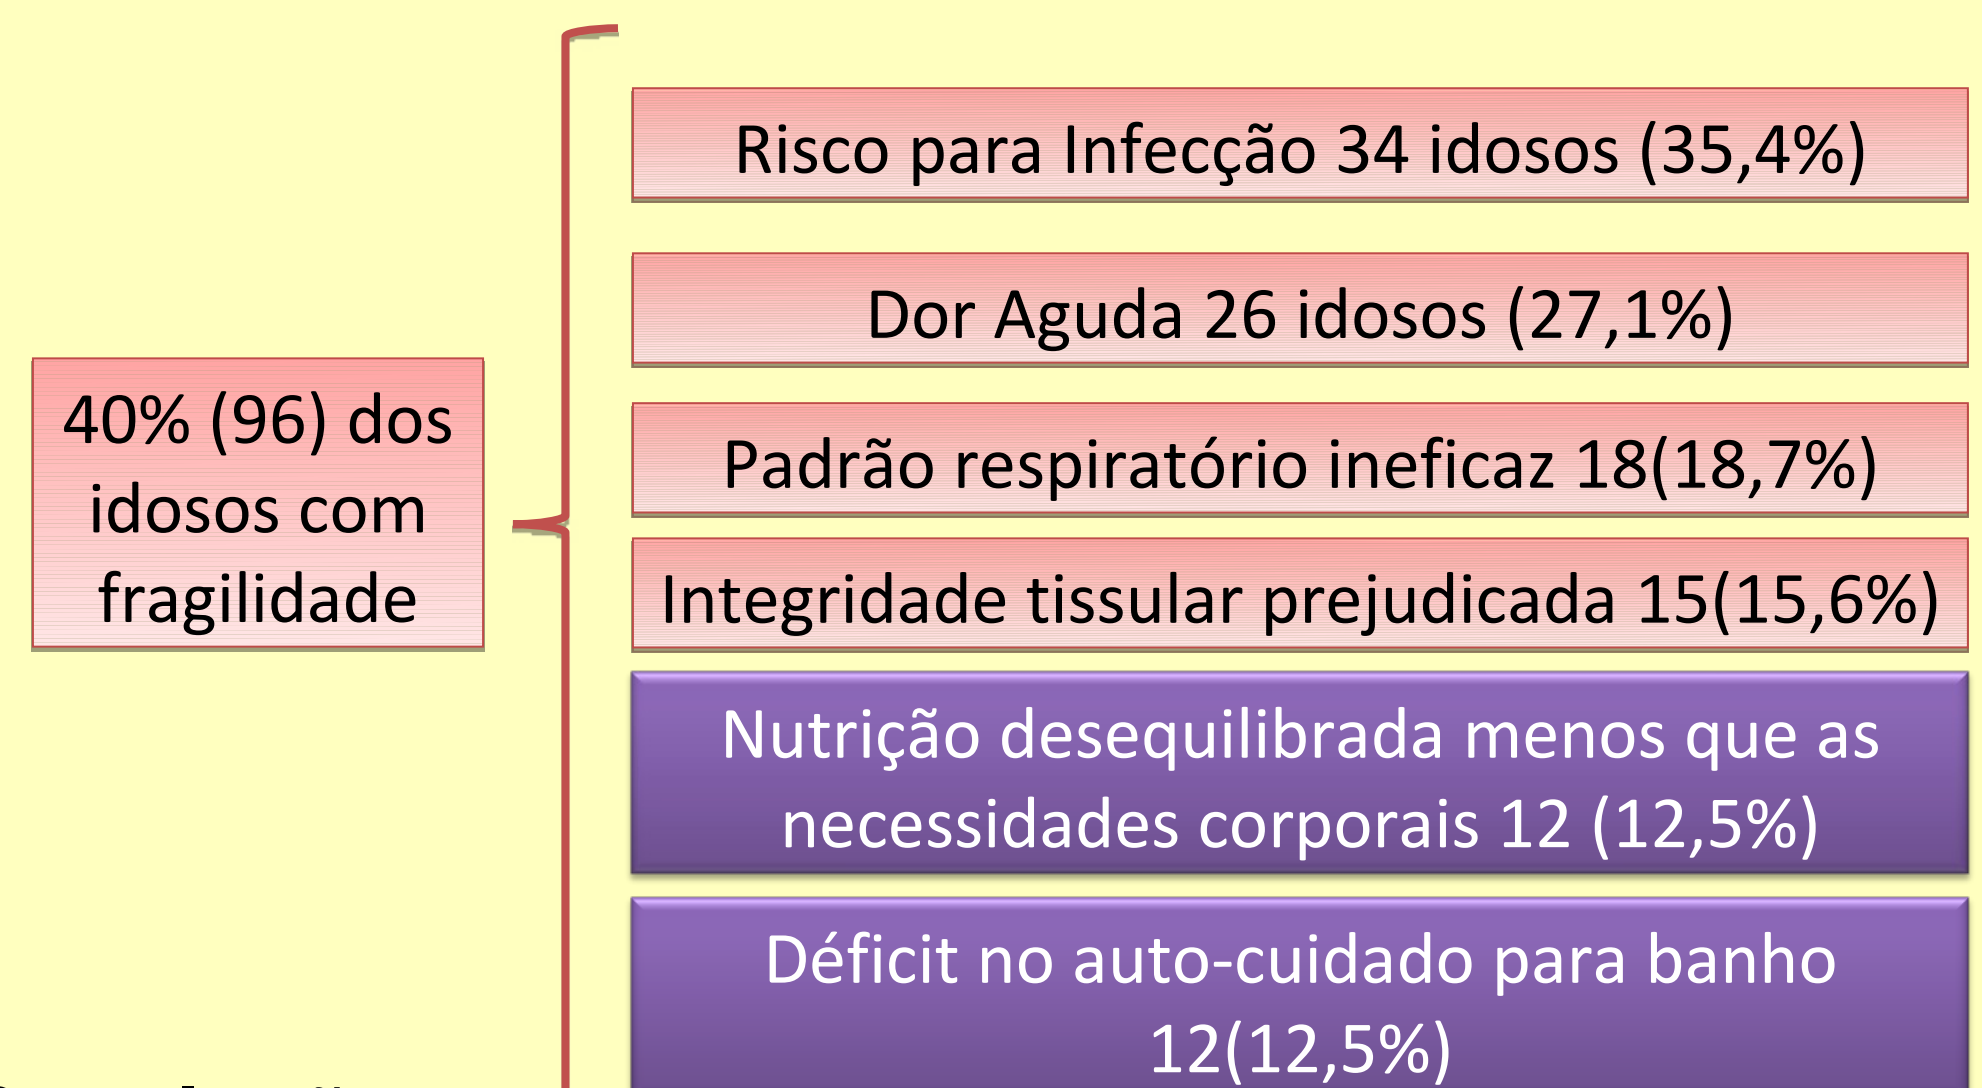 Risco para Infecção 34 idosos (35,4%)
Dor Aguda 26 idosos (27,1%)
40% (96) dos
idosos com
fragilidade
Padrão respiratório ineficaz 18(18,7%)
Integridade tissular prejudicada 15(15,6%)
Nutrição desequilibrada menos que as
necessidades corporais 12 (12,5%)
Déficit no auto-cuidado para banho
12(12,5%)